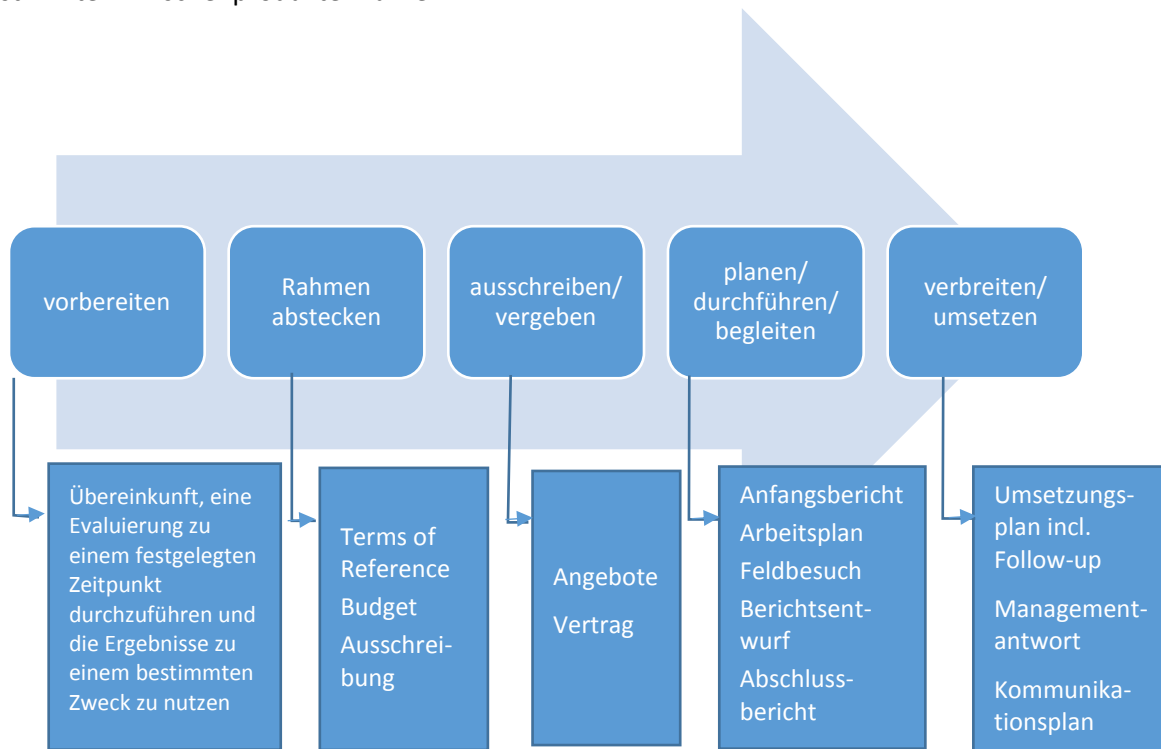 vorbereiten
Rahmen
abstecken
ausschreiben/
vergeben
planen/
durchführen/
begleiten
verbreiten/
umsetzen
Übereinkunft, eine
Evaluierung zu
einem festgelegten
Zeitpunkt
durchzuführen und
die Ergebnisse zu
einem bestimmten
Zweck zu nutzen
Terms of
Reference
Budget
Ausschrei-
bung
Angebote
Vertrag
Anfangsbericht
Arbeitsplan
Feldbesuch
Berichtsent-
wurf
Abschluss-
bericht
Umsetzungs-
plan incl.
Follow-up
Management-
antwort
Kommunika-
tionsplan